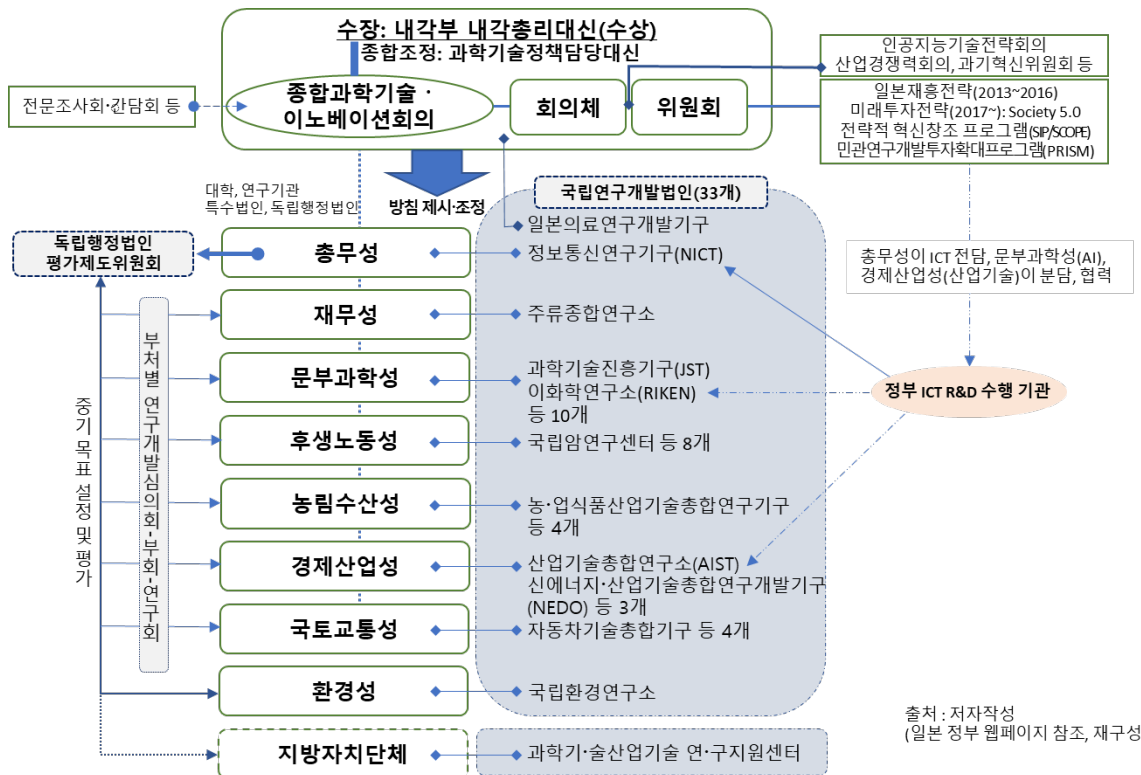 수장: 내각부 내각총리대신(수상)
종합조정: 과학기술정책담당대신
종합과학기술 ·
이노베이션회의
회의체
위원회
인공지능기술전략회의
산업경쟁력회의, 과기혁신위원회 등
전문조사회·간담회 등
일본재흥전략(2013~2016)
미래투자전략(2017~): Society 5.0
전략적 혁신창조 프로그램(SIP/SCOPE)
민관연구개발투자확대프로그램(PRISM)
대학, 연구기관
특수법인, 독립행정법인
방침 제시·조정
국립연구개발법인(33개)
독립행정법인
평가제도위원회
일본의료연구개발기구
총무성
정보통신연구기구(NICT)
총무성이 ICT 전담, 문부과학성(AI),
경제산업성(산업기술)이 분담, 협력
재무성
주류종합연구소
문부과학성
과학기술진흥기구(JST)
이화학연구소(RIKEN)
등 10개
정부 ICT R&D 수행 기관
후생노동성
국립암연구센터 등 8개
농림수산성
농·업식품산업기술총합연구기구
등 4개
경제산업성
산업기술총합연구소(AIST)
신에너지·산업기술총합연구개발기구
(NEDO) 등 3개
국토교통성
자동차기술총합기구 등 4개
환경성
국립환경연구소
지방자치단체
과학기·술산업기술 연·구지원센터
중기 목표 설정 및 평가
부처별 연구개발심의회-부회-연구회
출처 : 저자작성
(일본 정부 웹페이지 참조, 재구성